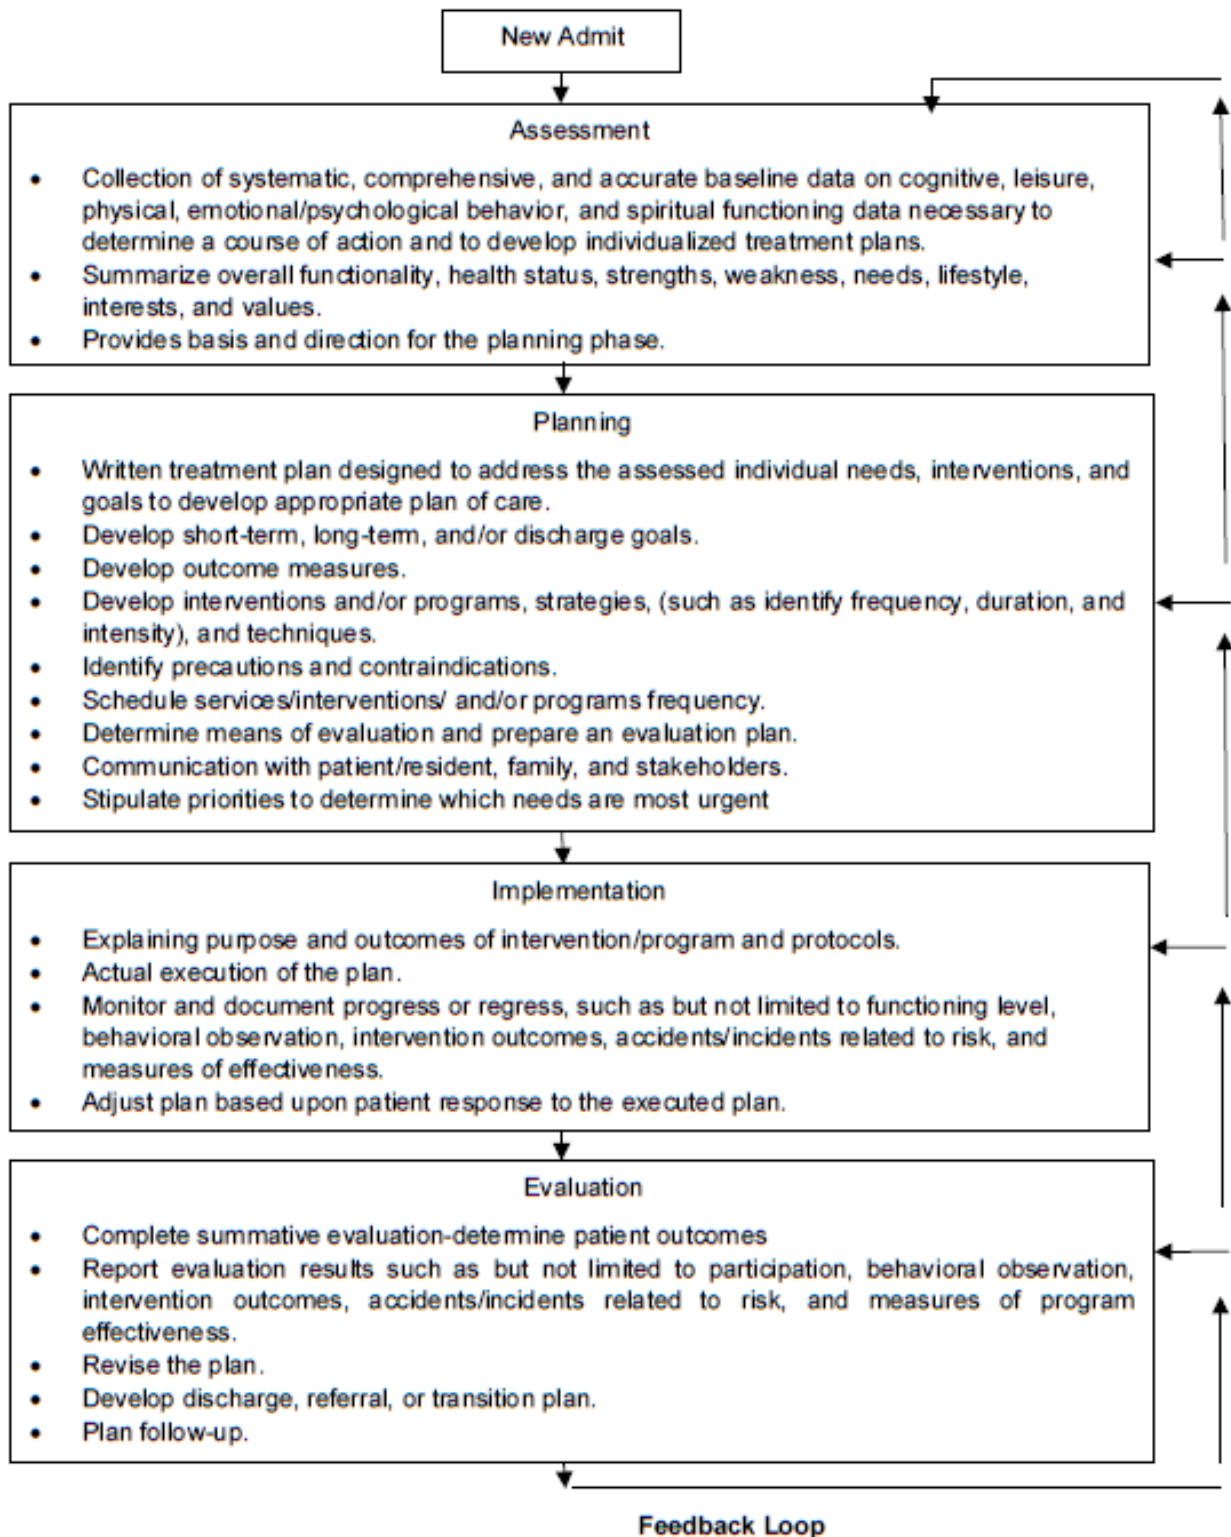 New Admit
Assessment
• Collection of systematic, comprehensive, and accurate baseline data on cognitive, leisure,
physical, emotional/psychological behavior, and spiritual functioning data necessary to
determine a course of action and to develop individualized treatment plans.
• Summarize overall functionality, health status, strengths, weakness, needs, lifestyle,
interests, and values.
• Provides basis and direction for the planning phase.
Planning
• Written treatment plan designed to address the assessed individual needs, interventions, and
goals to develop appropriate plan of care.
• Develop short-term, long-term, and/or discharge goals.
• Develop outcome measures.
• Develop interventions and/or programs, strategies, (such as identify frequency, duration, and
intensity), and techniques.
• Identify precautions and contraindications.
• Schedule services/interventions/ and/or programs frequency.
• Determine means of evaluation and prepare an evaluation plan.
• Communication with patient/resident, family, and stakeholders.
• Stipulate priorities to determine which needs are most urgent
Implementation
• Explaining purpose and outcomes of intervention/program and protocols.
• Actual execution of the plan.
• Monitor and document progress or regress, such as but not limited to functioning level,
behavioral observation, intervention outcomes, accidents/incidents related to risk, and
measures of effectiveness.
• Adjust plan based upon patient response to the executed plan.
Evaluation
• Complete summative evaluation-determine patient outcomes
• Report evaluation results such as but not limited to participation, behavioral observation,
intervention outcomes, accidents/incidents related to risk, and measures of program
effectiveness.
• Revise the plan.
• Develop discharge, referral, or transition plan.
• Plan follow-up.
Feedback Loop